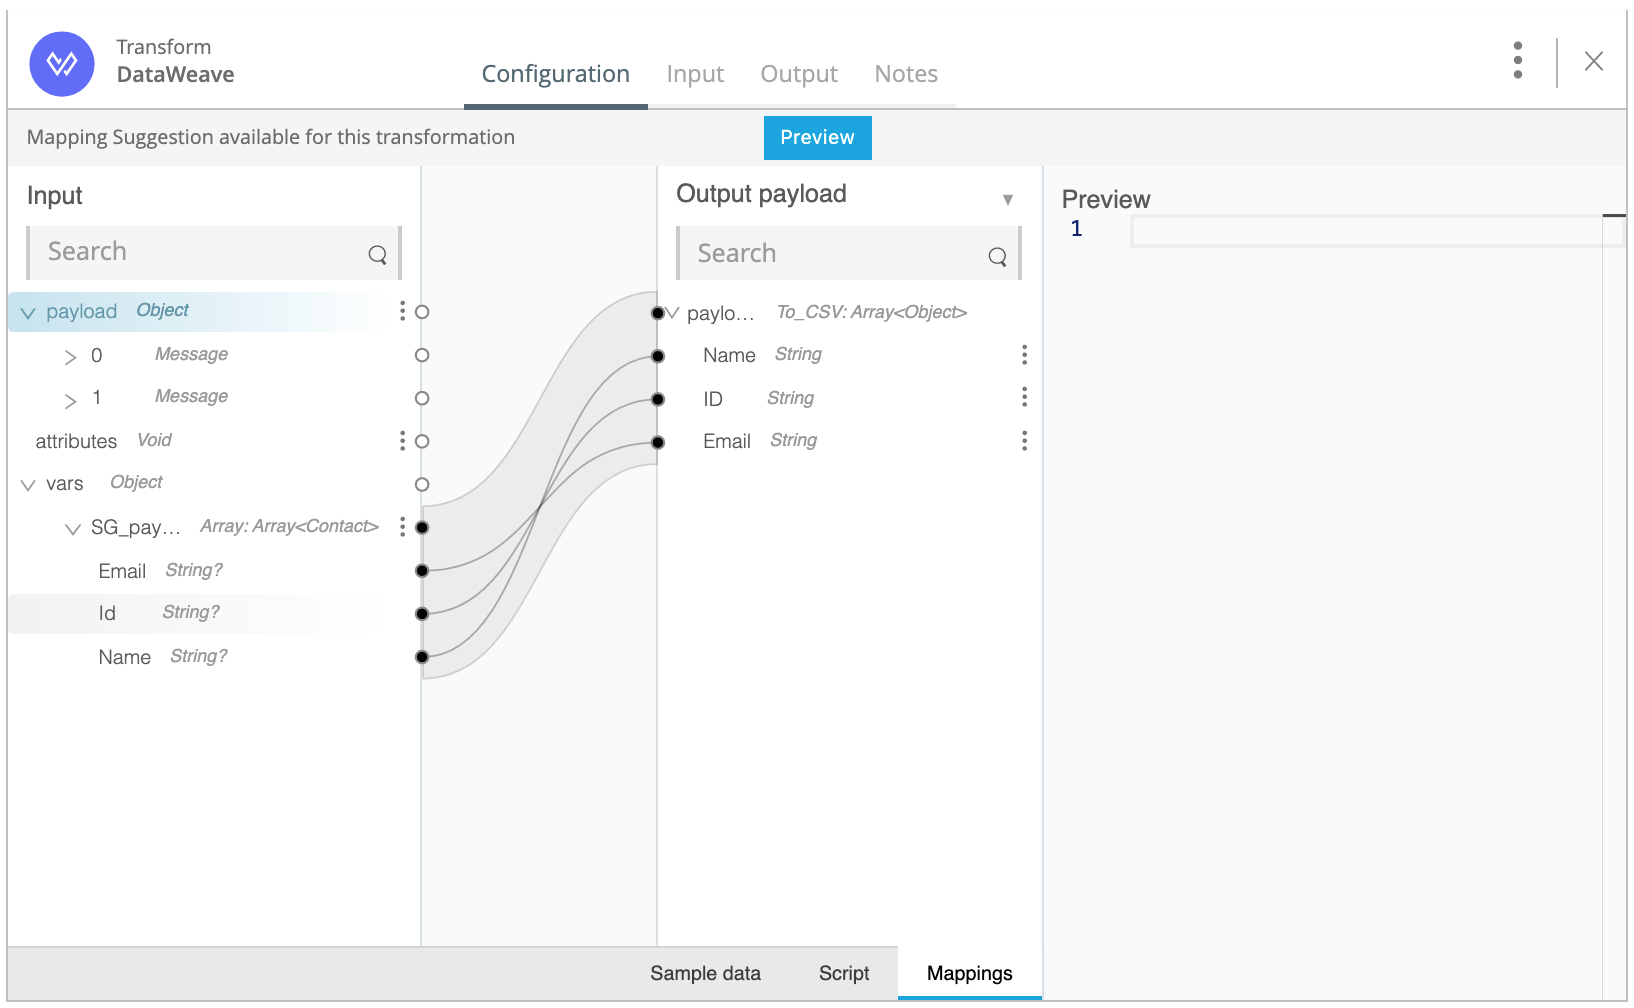 Transform
DataWeave
Configuration Input Output Notes
Mapping Suggestion available for this transformation Preview
Input
Search
payload Object
0 Message
1 Message
attributes Void
vars Object
SG_pay... Array: Array<Contact>
Email String?
Id String?
Name String?
Output payload
Search
paylo... To_CSV: Array<Object>
Name String
ID String
Email String
Preview
1
Sample data Script Mappings